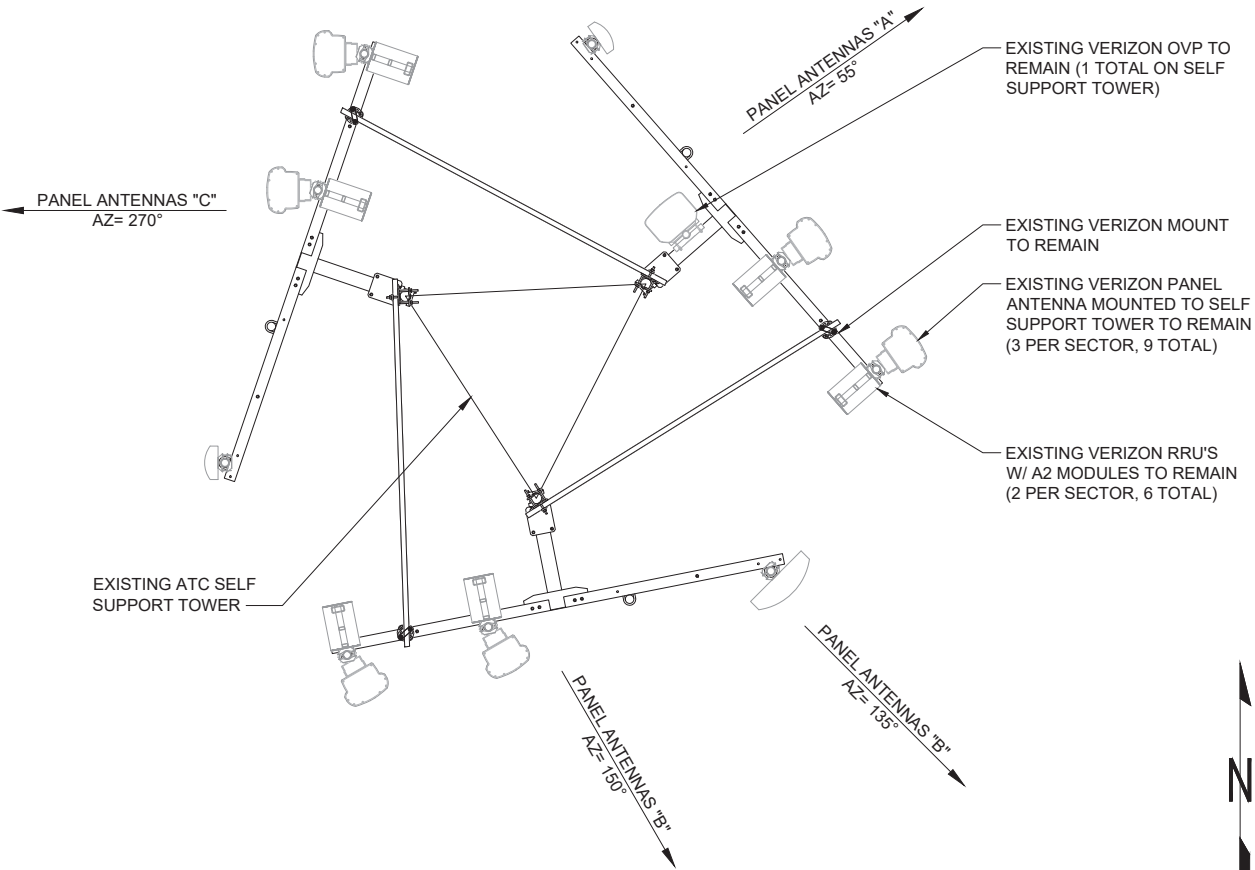 PANEL ANTENNAS "A"
AZ= 55°
EXISTING VERIZON OVP TO
REMAIN (1 TOTAL ON SELF
SUPPORT TOWER)
PANEL ANTENNAS "C"
AZ= 270°
EXISTING VERIZON MOUNT
TO REMAIN
EXISTING VERIZON PANEL
ANTENNA MOUNTED TO SELF
SUPPORT TOWER TO REMAIN
(3 PER SECTOR, 9 TOTAL)
EXISTING VERIZON RRU'S
W/ A2 MODULES TO REMAIN
(2 PER SECTOR, 6 TOTAL)
EXISTING ATC SELF
SUPPORT TOWER
PANEL ANTENNAS "B"
AZ= 135°
PANEL ANTENNAS "B"
AZ= 150°
N